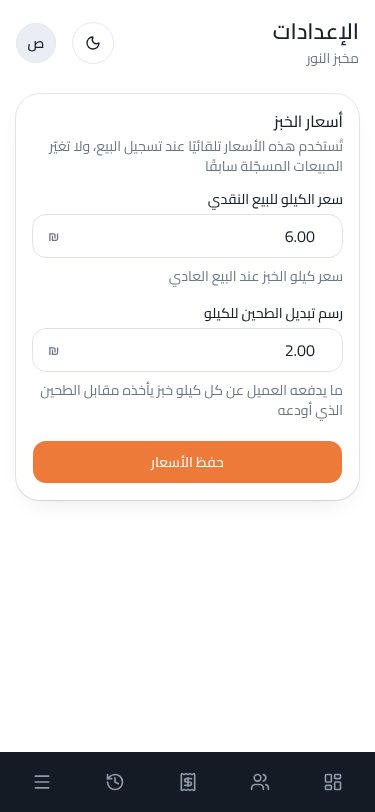 الإعدادات
مخبز النور
ص
أسعار الخبز
تُستخدم هذه الأسعار تلقائيًا عند تسجيل البيع، ولا تغيّر
المبيعات المسجّلة سابقًا
سعر الكيلو للبيع النقدي
6.00 ₪
سعر كيلو الخبز عند البيع العادي
رسم تبديل الطحين للكيلو
2.00 ₪
ما يدفعه العميل عن كل كيلو خبز يأخذه مقابل الطحين
الذي أودعه
حفظ الأسعار